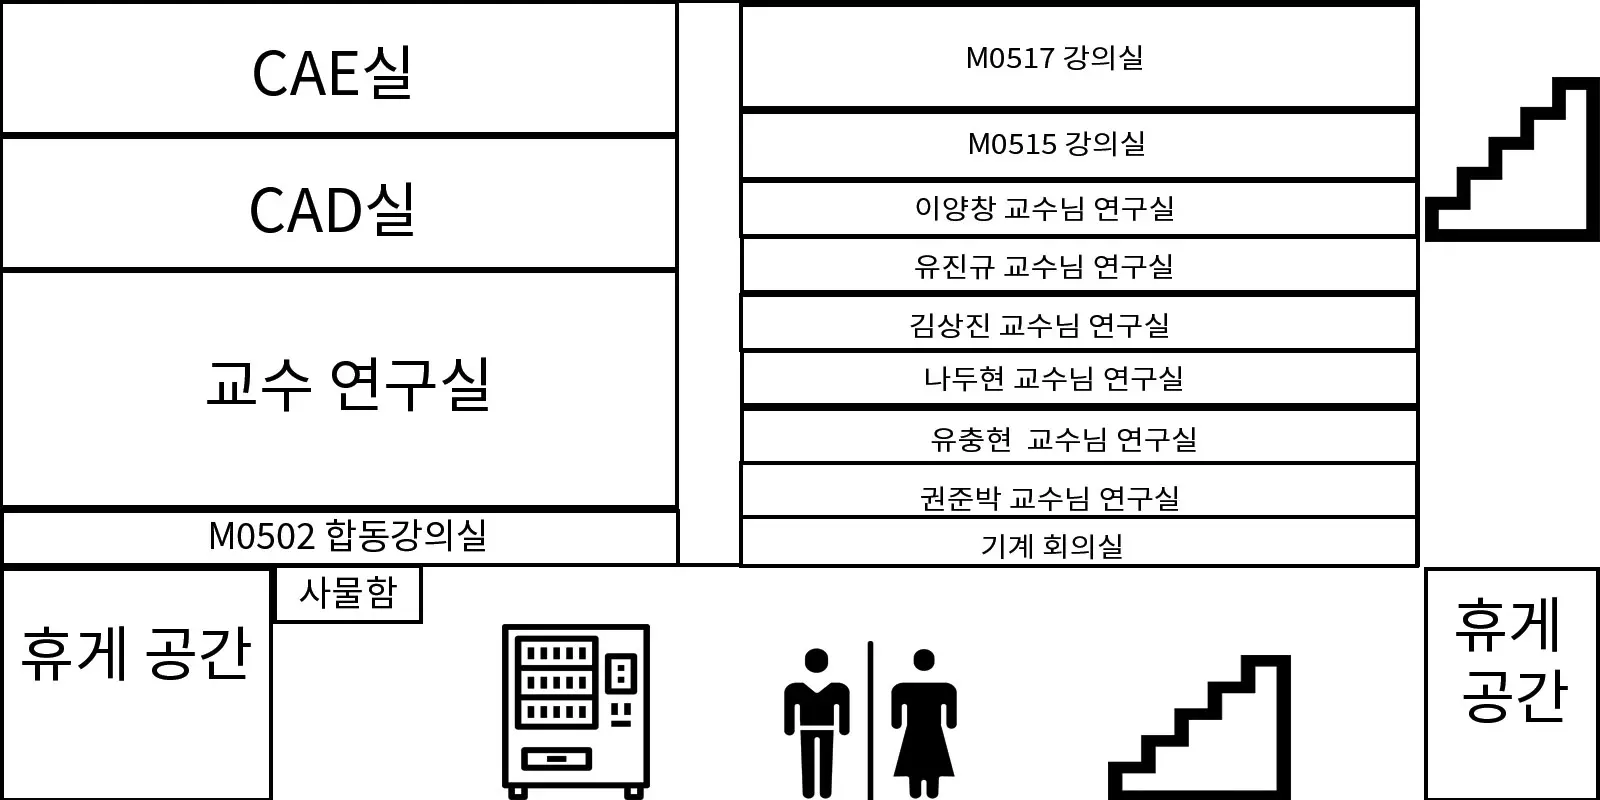 CAE실
CAD실
교수 연구실
M0502 합동강의실
M0517 강의실
M0515 강의실
이양창 교수님 연구실
유진규 교수님 연구실
김상진 교수님 연구실
나두현 교수님 연구실
유충현 교수님 연구실
권준박 교수님 연구실
기계 회의실
휴게 공간
사물함
휴게
공간